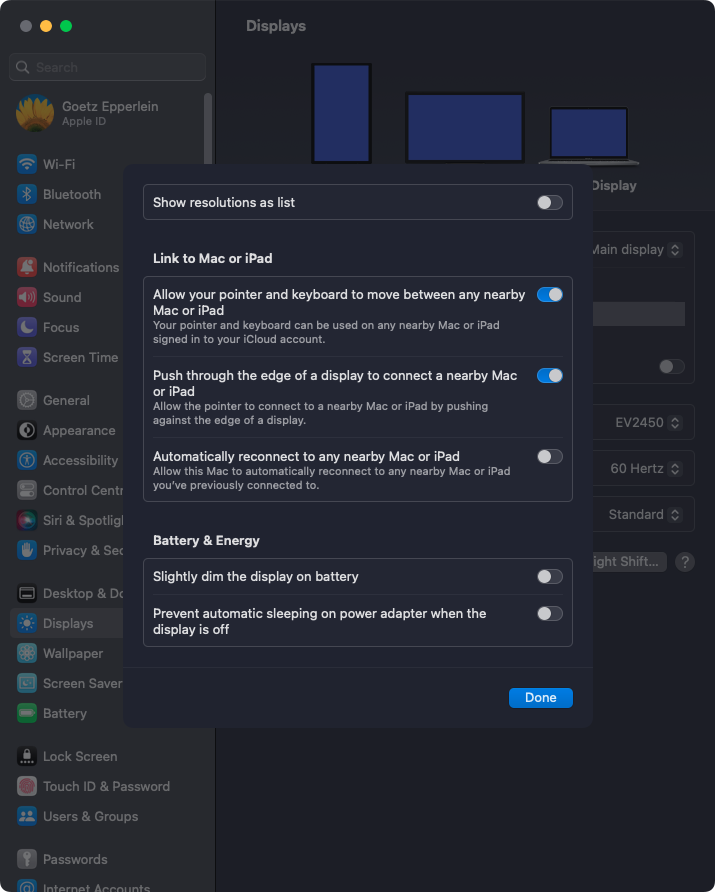 Displays
Search
Goetz Epperlein
Apple ID
Wi-Fi
Bluetooth
Network
Notifications
Sound
Focus
Screen Time
General
Appearance
Accessibility
Control Centr
Siri & Spotlig
Privacy & Sec
Desktop & Do
Displays
Wallpaper
Screen Saver
Battery
Lock Screen
Touch ID & Password
Users & Groups
Passwords
Internet Accounts
Display
Main display
EV2450
60 Hertz
Standard
ight Shift...
?
Show resolutions as list
Link to Mac or iPad
Allow your pointer and keyboard to move between any nearby
Mac or iPad
Your pointer and keyboard can be used on any nearby Mac or iPad
signed in to your iCloud account.
Push through the edge of a display to connect a nearby Mac
or iPad
Allow the pointer to connect to a nearby Mac or iPad by pushing
against the edge of a display.
Automatically reconnect to any nearby Mac or iPad
Allow this Mac to automatically reconnect to any nearby Mac or iPad
you've previously connected to.
Battery & Energy
Slightly dim the display on battery
Prevent automatic sleeping on power adapter when the
display is off
Done